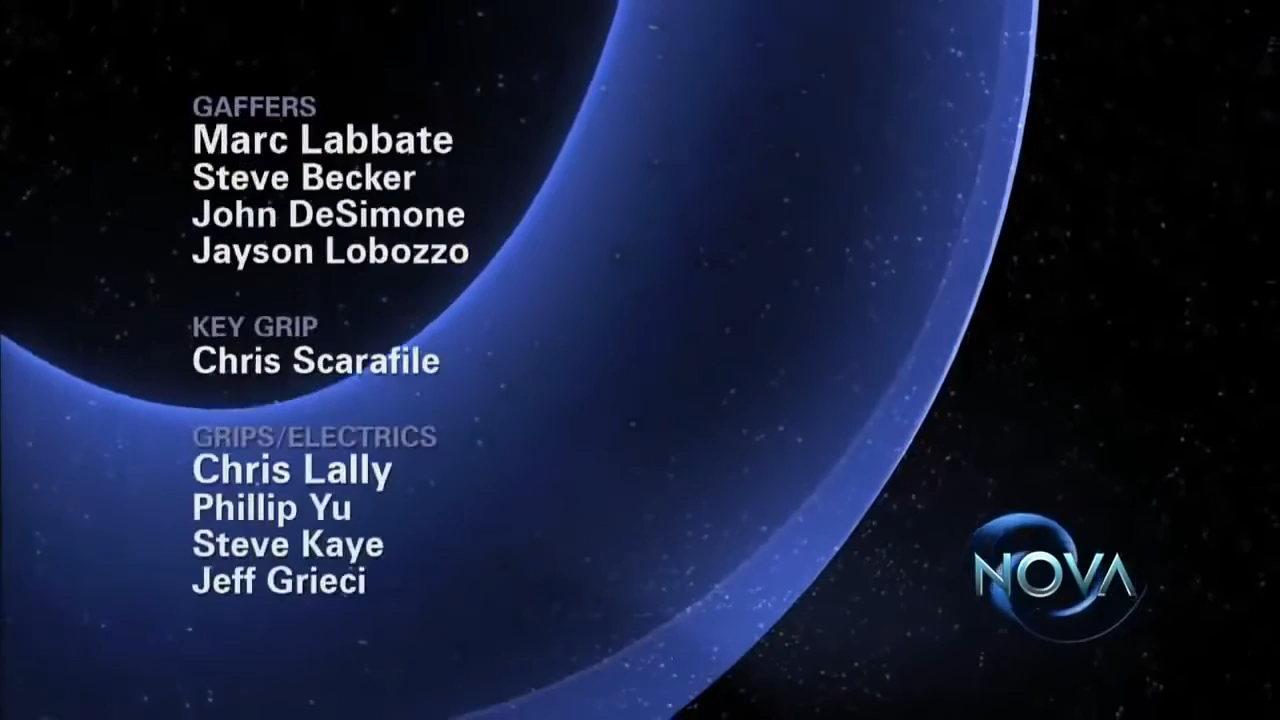 GAFFERS
Marc Labbate
Steve Becker
John DeSimone
Jayson Lobozzo
KEY GRIP
Chris Scarafile
GRIPS/ELECTRICS
Chris Lally
Phillip Yu
Steve Kaye
Jeff Grieci
NOVA